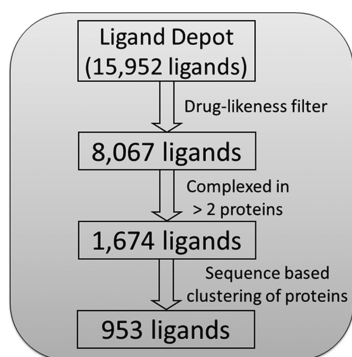 Ligand Depot
(15,952 ligands)
Drug-likeness filter
8,067 ligands
Complexed in
> 2 proteins
1,674 ligands
Sequence based
clustering of proteins
953 ligands